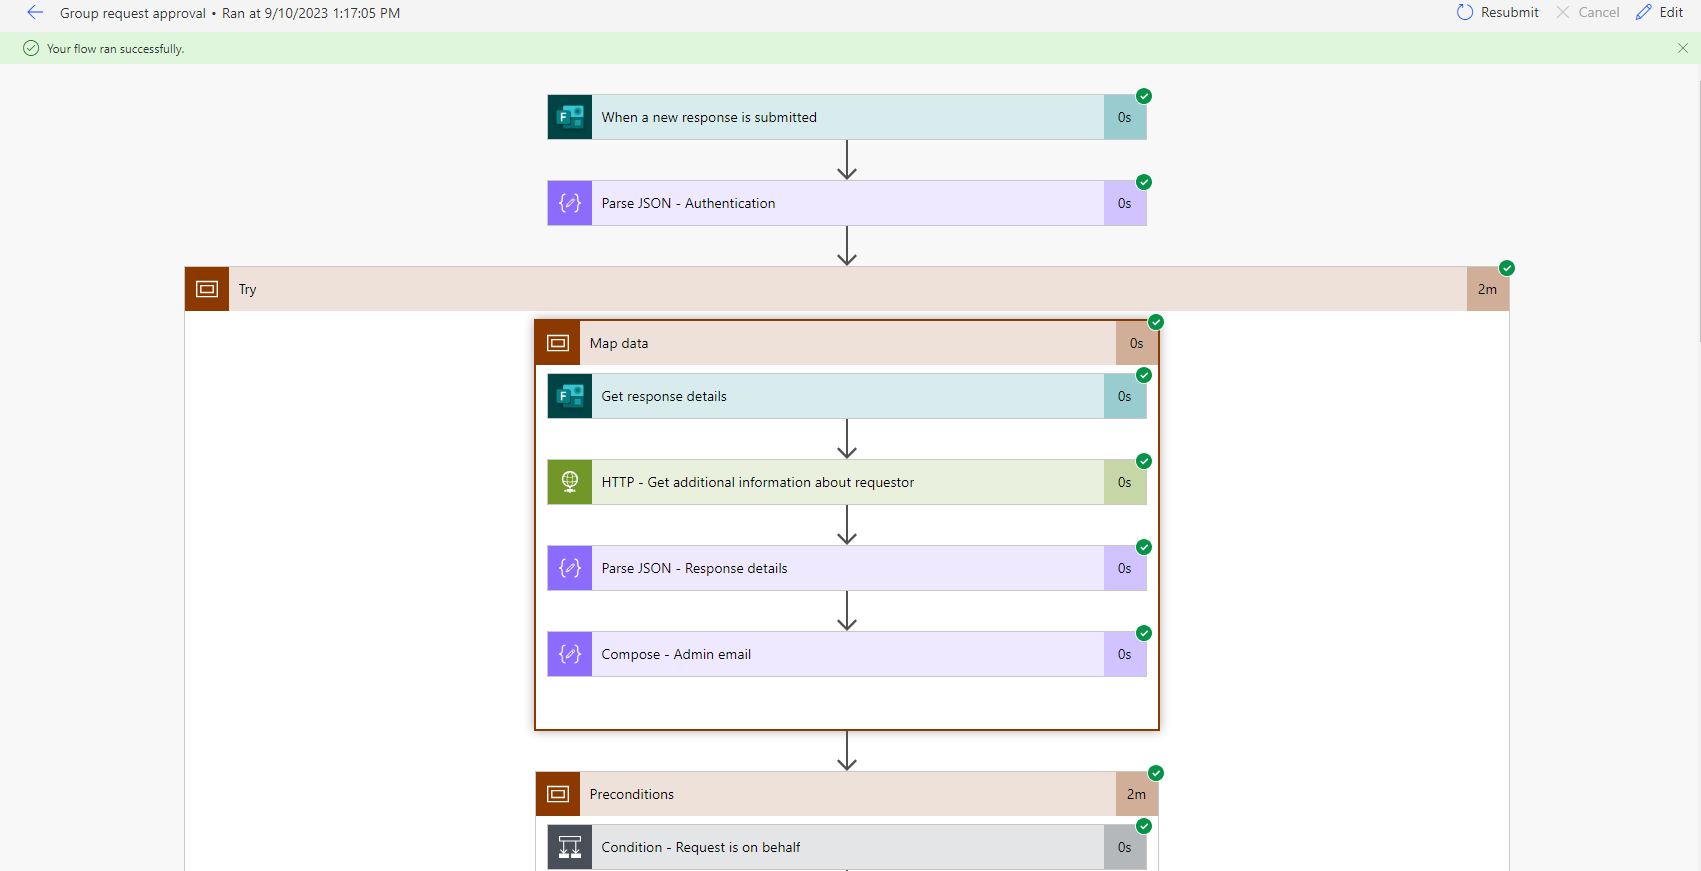 Group request approval • Ran at 9/10/2023 1:17:05 PM
Resubmit Cancel Edit
Your flow ran successfully.
F When a new response is submitted 0s
Parse JSON - Authentication 0s
Try 2m
Map data 0s
F Get response details 0s
HTTP - Get additional information about requestor 0s
Parse JSON - Response details 0s
Compose - Admin email 0s
Preconditions 2m
Condition - Request is on behalf 0s